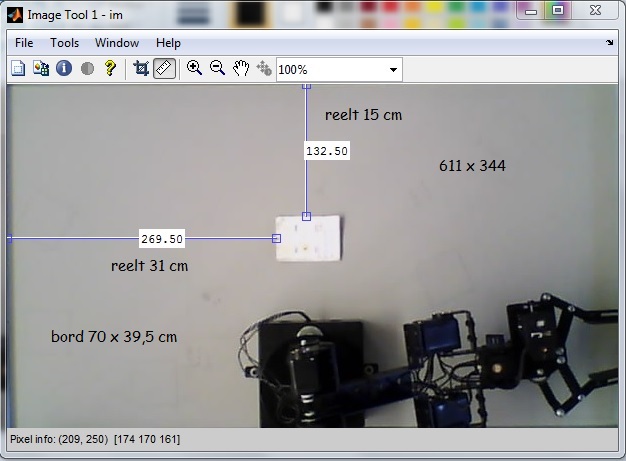 Image Tool 1 - im
File Tools Window Help
100%
reelt 15 cm
132.50
611 x 344
269.50
reelt 31 cm
bord 70 x 39,5 cm
Pixel info: (209, 250) [174 170 161]